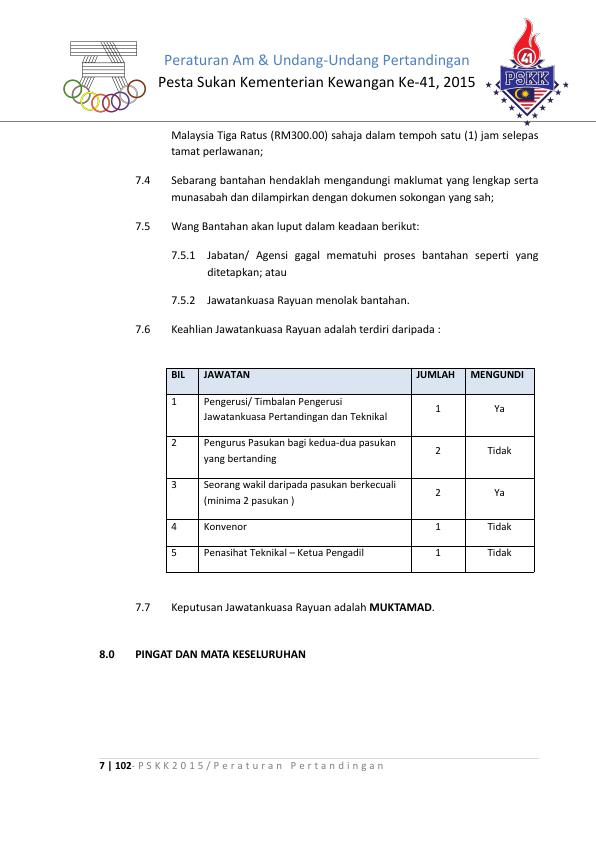 Peraturan Am & Undang-Undang Pertandingan
Pesta Sukan Kementerian Kewangan Ke-41, 2015
41
PSKK
Malaysia Tiga Ratus (RM300.00) sahaja dalam tempoh satu (1) jam selepas
tamat perlawanan;
7.4 Sebarang bantahan hendaklah mengandungi maklumat yang lengkap serta
munasabah dan dilampirkan dengan dokumen sokongan yang sah;
7.5 Wang Bantahan akan luput dalam keadaan berikut:
7.5.1 Jabatan/ Agensi gagal mematuhi proses bantahan seperti yang
ditetapkan; atau
7.5.2 Jawatankuasa Rayuan menolak bantahan.
7.6 Keahlian Jawatankuasa Rayuan adalah terdiri daripada :
BIL JAWATAN JUMLAH MENGUNDI
1 Pengerusi/ Timbalan Pengerusi
Jawatankuasa Pertandingan dan Teknikal 1 Ya
2 Pengurus Pasukan bagi kedua-dua pasukan
yang bertanding 2 Tidak
3 Seorang wakil daripada pasukan berkecuali
(minima 2 pasukan ) 2 Ya
4 Konvenor 1 Tidak
5 Penasihat Teknikal – Ketua Pengadil 1 Tidak
7.7 Keputusan Jawatankuasa Rayuan adalah MUKTAMAD.
8.0 PINGAT DAN MATA KESELURUHAN
7 | 102- PSKK2015/Peraturan Pertandingan